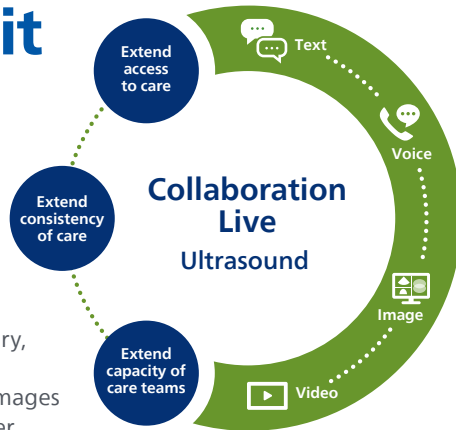 it
Extend
access
to care
Text
Voice
Extend
consistency
of care
Collaboration
Live
Ultrasound
Image
Extend
capacity of
care teams
Video
ry,
mages
er